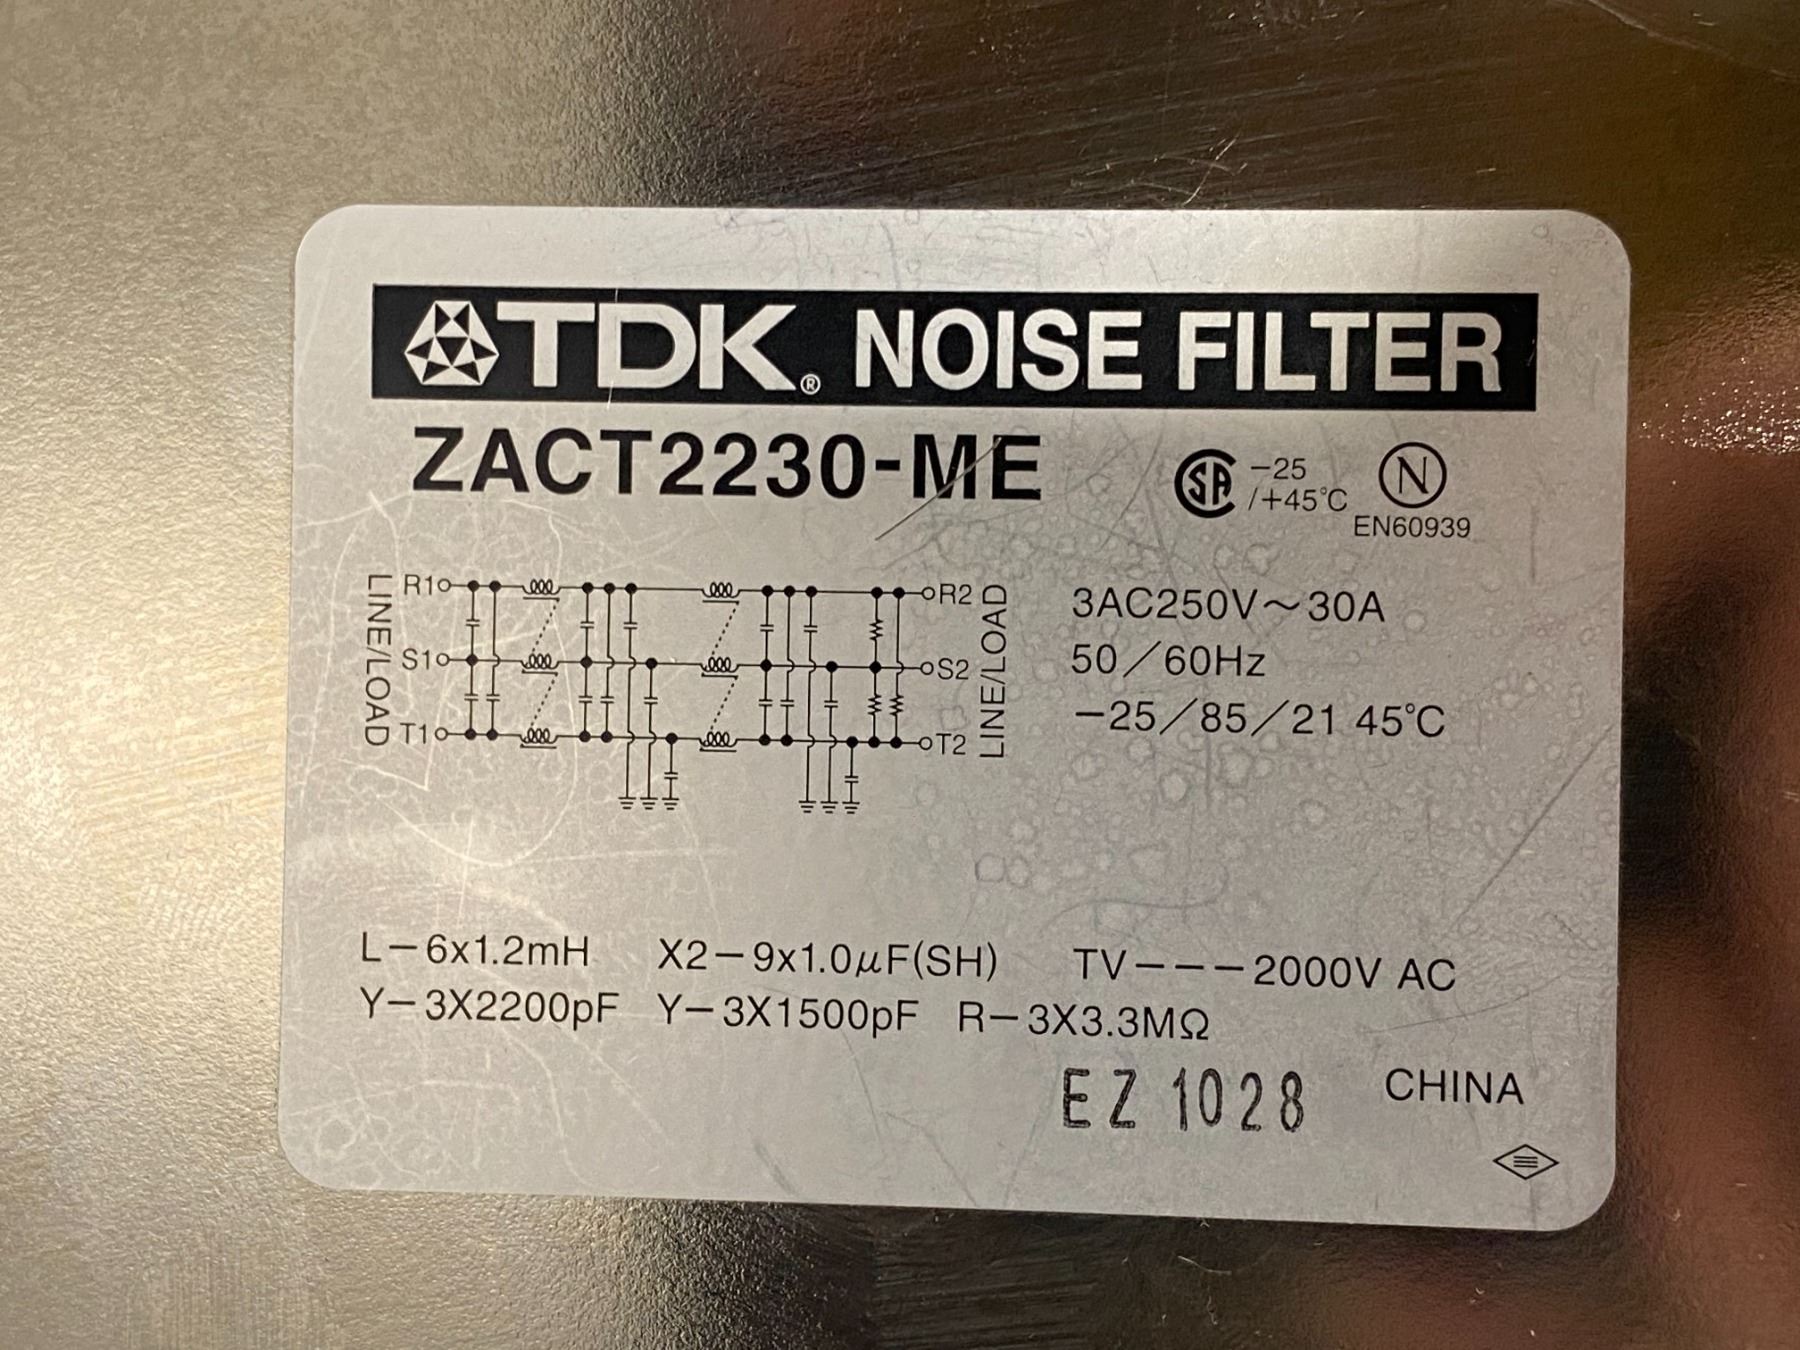 TDK® NOISE FILTER
ZACT2230-ME
SA -25
/+45°C
N
EN60939
LINE/LOAD
R1
S1
T1
R2
S2
T2
LINE/LOAD
3AC250V～30A
50/60Hz
-25/85/21 45°C
L-6x1.2mH X2-9x1.0μF(SH) TV---2000V AC
Y-3X2200pF Y-3X1500pF R-3X3.3MΩ
EZ 1028 CHINA